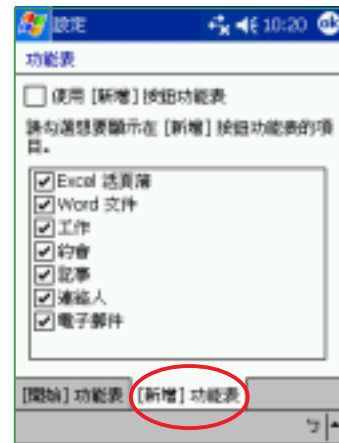 設定 10:20 ok
功能表
使用 [新增] 按鈕功能表
請勾選想要顯示在 [新增] 按鈕功能表的項
目。
Excel 活頁簿
Word 文件
工作
約會
記事
連絡人
電子郵件
[開始] 功能表 [新增] 功能表
ㄅ